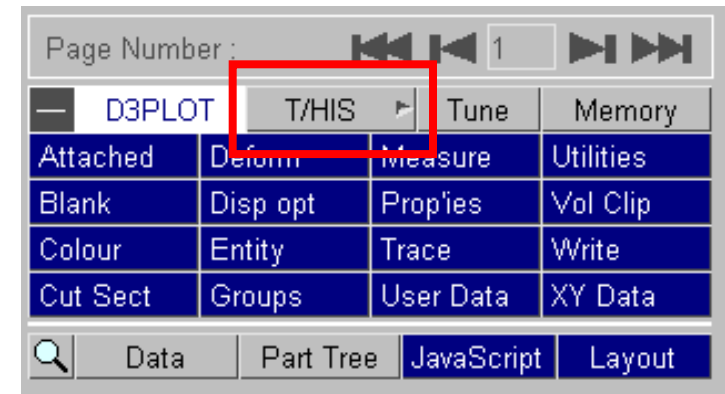 Page Number : 1
D3PLOT T/HIS Tune Memory
Attached Deform Measure Utilities
Blank Disp opt Prop'ies Vol Clip
Colour Entity Trace Write
Cut Sect Groups User Data XY Data
Data Part Tree JavaScript Layout